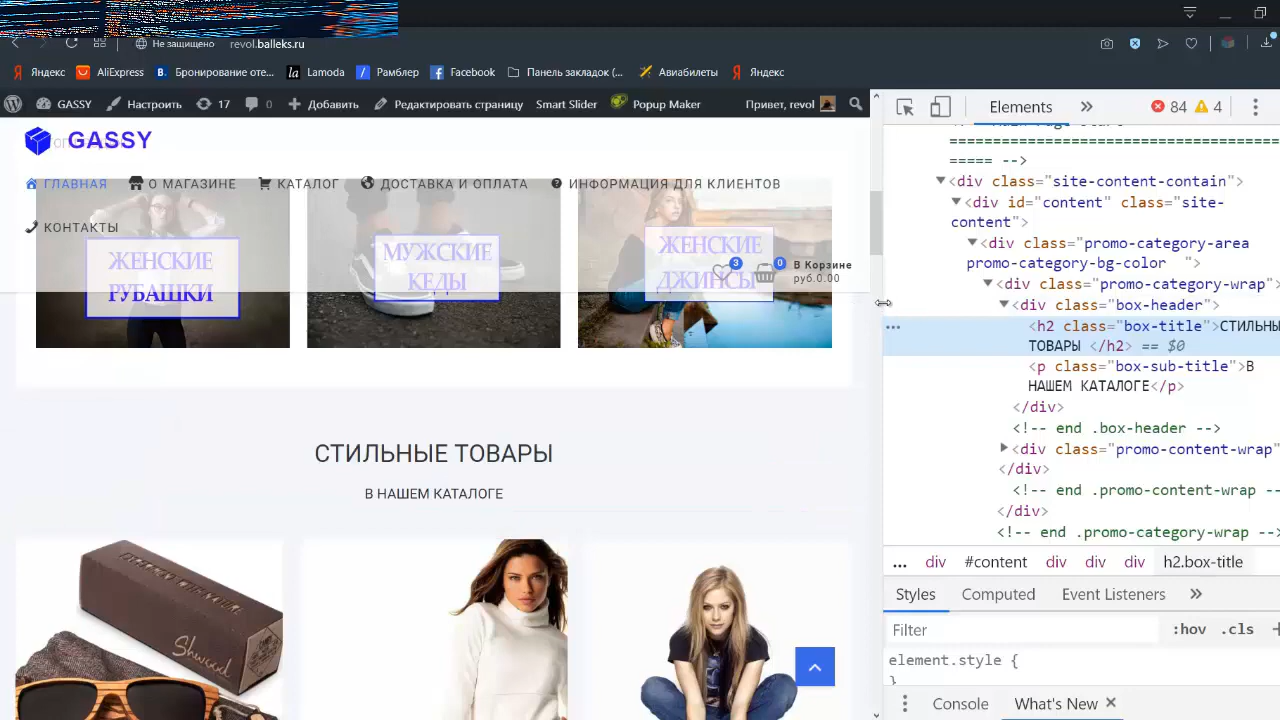 Не защищено
revol.balleks.ru
Яндекс
AliExpress
Бронирование оте...
Lamoda
Рамблер
Facebook
Панель закладок (...
Авиабилеты
Яндекс
GASSY
Настроить
17
0
Добавить
Редактировать страницу
Smart Slider
Popup Maker
Привет, revol
GASSY
ГЛАВНАЯ
О МАГАЗИНЕ
КАТАЛОГ
ДОСТАВКА И ОПЛАТА
ИНФОРМАЦИЯ ДЛЯ КЛИЕНТОВ
КОНТАКТЫ
3
0
В Корзине
руб.0.00
ЖЕНСКИЕ
РУБАШКИ
МУЖСКИЕ
КЕДЫ
ЖЕНСКИЕ
ДЖИНСЫ
СТИЛЬНЫЕ ТОВАРЫ
В НАШЕМ КАТАЛОГЕ
Shwood
Elements
84
4
=====================================
===== -->
<div class="site-content-contain">
<div id="content" class="site-
content">
<div class="promo-category-area
promo-category-bg-color  ">
<div class="promo-category-wrap">
<div class="box-header">
<h2 class="box-title">СТИЛЬНЫ
ТОВАРЫ </h2> == $0
<p class="box-sub-title">В
НАШЕМ КАТАЛОГЕ</p>
</div>
<!-- end .box-header -->
<div class="promo-content-wrap"
</div>
<!-- end .promo-content-wrap --
</div>
<!-- end .promo-category-wrap -->
... div #content div div div h2.box-title
Styles
Computed
Event Listeners
Filter
:hov .cls +
element.style {
}
Console
What's New